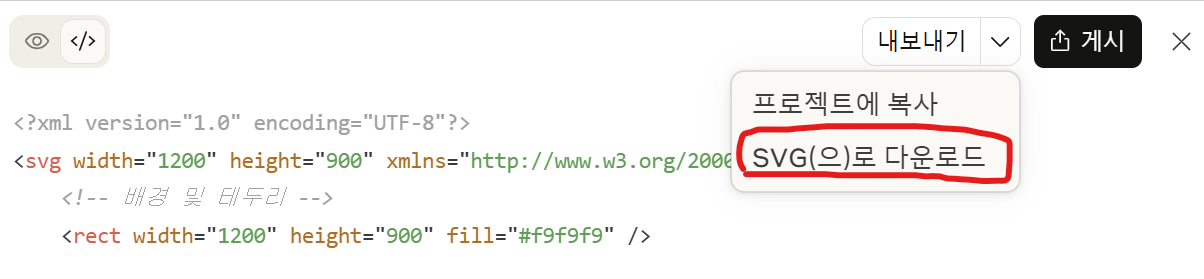 </> 내보내기 게시
프로젝트에 복사
<?xml version="1.0" encoding="UTF-8"?>
SVG(으)로 다운로드
<svg width="1200" height="900" xmlns="http://www.w3.org/2000
<!-- 배경 및 테두리 -->
<rect width="1200" height="900" fill="#f9f9f9" />